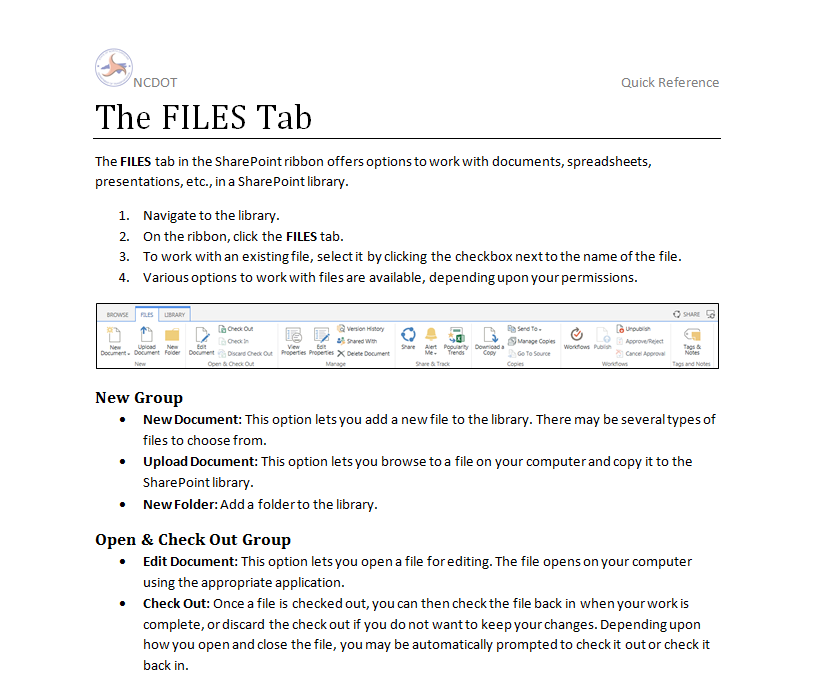 NCDOT Quick Reference
The FILES Tab
The FILES tab in the SharePoint ribbon offers options to work with documents, spreadsheets,
presentations, etc., in a SharePoint library.
1. Navigate to the library.
2. On the ribbon, click the FILES tab.
3. To work with an existing file, select it by clicking the checkbox next to the name of the file.
4. Various options to work with files are available, depending upon your permissions.
BROWSE FILES LIBRARY SHARE
New Document Upload Document New Folder
New
Edit Document Check Out Check In Discard Check Out
Open & Check Out
View Properties Edit Properties Version History Shared With Delete Document
Manage
Share Alert Me Popularity Trends
Share & Track
Download a Copy Send To Manage Copies Go To Source
Copies
Workflows Publish Unpublish Approve/Reject Cancel Approval
Workflows
Tags & Notes
Tags and Notes
New Group
• New Document: This option lets you add a new file to the library. There may be several types of
files to choose from.
• Upload Document: This option lets you browse to a file on your computer and copy it to the
SharePoint library.
• New Folder: Add a folder to the library.
Open & Check Out Group
• Edit Document: This option lets you open a file for editing. The file opens on your computer
using the appropriate application.
• Check Out: Once a file is checked out, you can then check the file back in when your work is
complete, or discard the check out if you do not want to keep your changes. Depending upon
how you open and close the file, you may be automatically prompted to check it out or check it
back in.